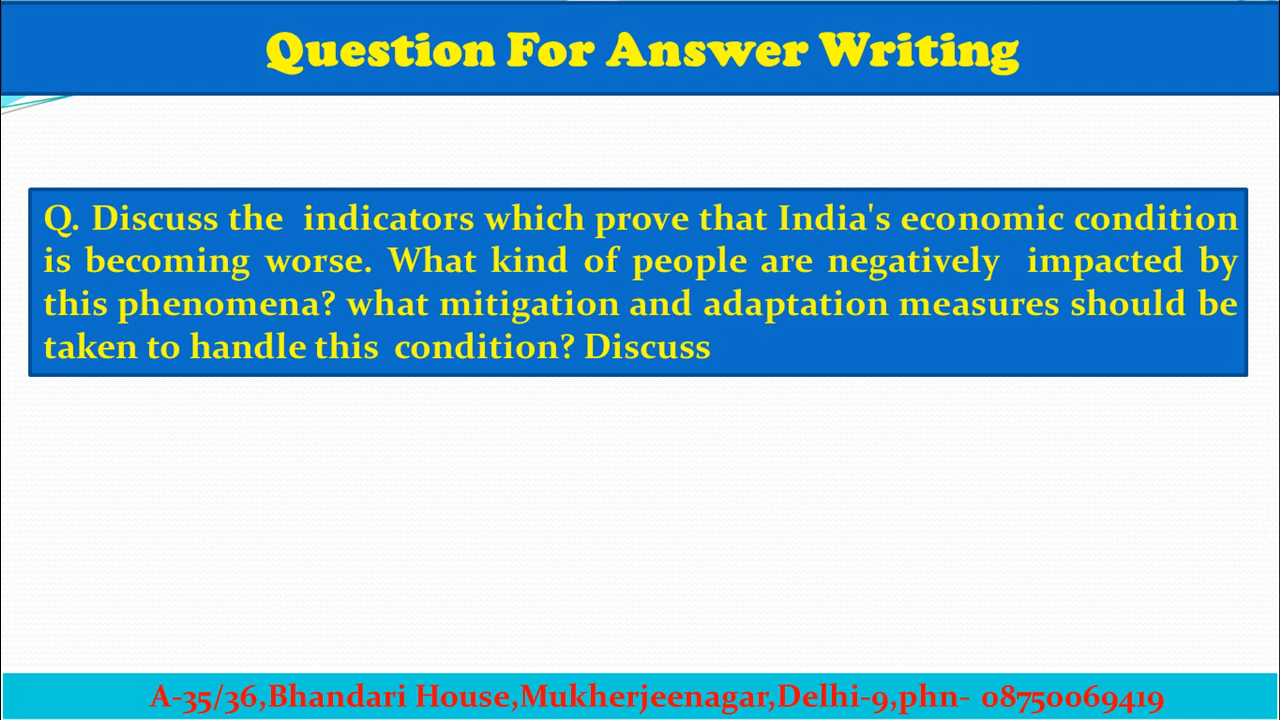 Question For Answer Writing
Q. Discuss the indicators which prove that India's economic condition
is becoming worse. What kind of people are negatively impacted by
this phenomena? what mitigation and adaptation measures should be
taken to handle this condition? Discuss
A-35/36,Bhandari House,Mukherjeenagar,Delhi-9,phn- 08750069419